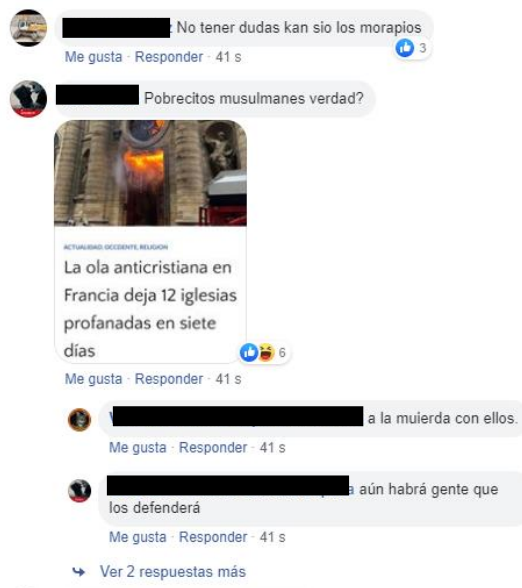 No tener dudas kan sio los morapios
3
Me gusta · Responder · 41 s
Pobrecitos musulmanes verdad?
ACTUALIDAD, OCCIDENTE, RELIGION
La ola anticristiana en
Francia deja 12 iglesias
profanadas en siete
días
6
Me gusta · Responder · 41 s
a la muierda con ellos.
Me gusta · Responder · 41 s
aún habrá gente que
los defenderá
Me gusta · Responder · 41 s
Ver 2 respuestas más